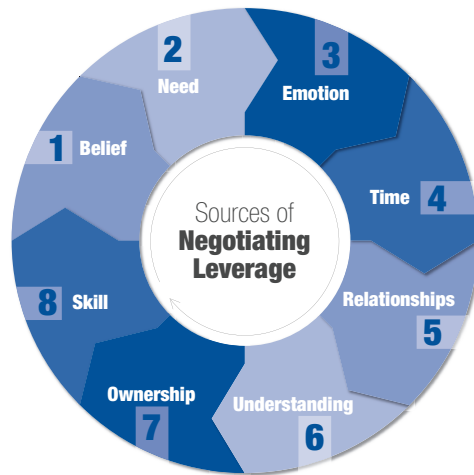 Sources of
Negotiating
Leverage
1 Belief
2
Need
3
Emotion
Time 4
Relationships
5
Understanding
6
Ownership
7
8 Skill